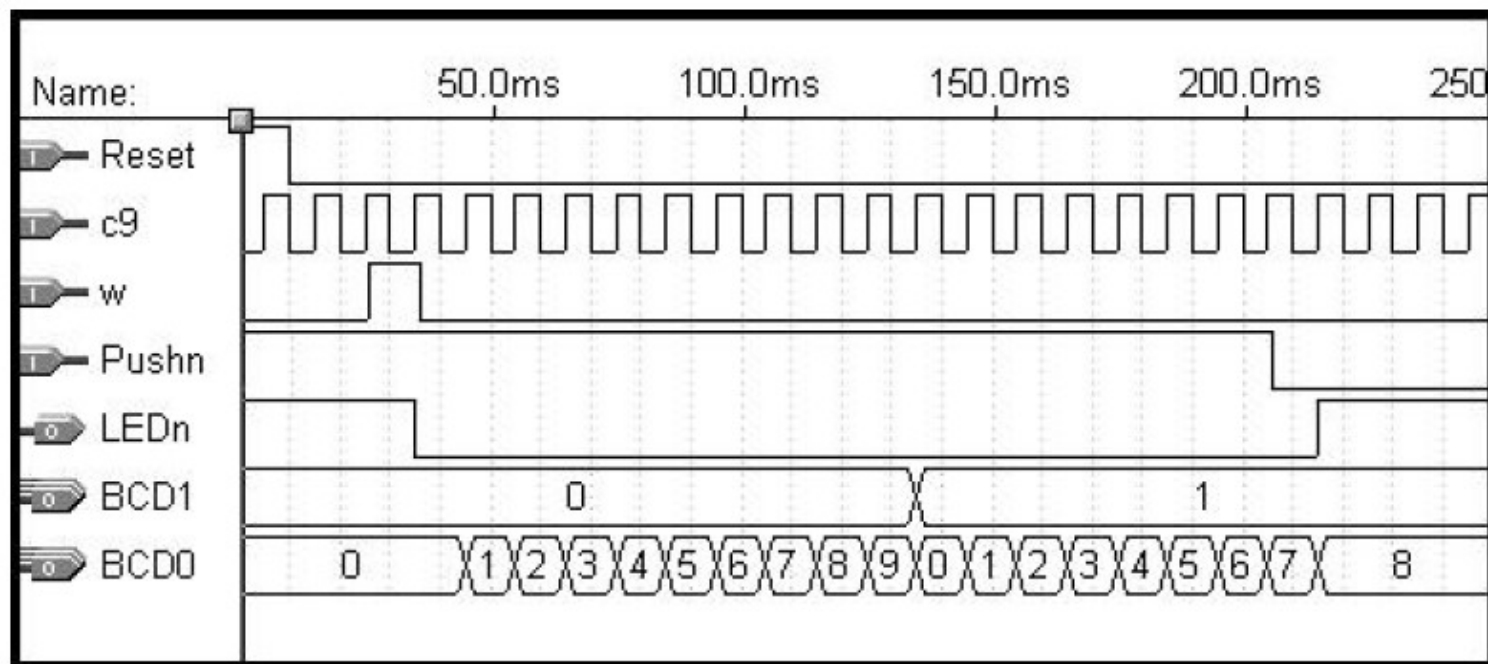 Name: 50.0ms 100.0ms 150.0ms 200.0ms 250
I Reset
I c9
I w
I Pushn
O LEDn
O BCD1 0 1
O BCD0 0 1 2 3 4 5 6 7 8 9 0 1 2 3 4 5 6 7 8